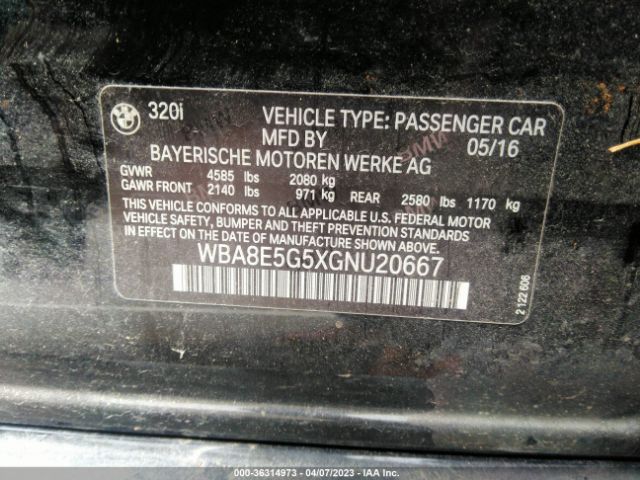 320i VEHICLE TYPE: PASSENGER CAR
MFD BY 05/16
BAYERISCHE MOTOREN WERKE AG
GVWR 4585 lbs 2080 kg
GAWR FRONT 2140 lbs 971 kg REAR 2580 lbs 1170 kg
THIS VEHICLE CONFORMS TO ALL APPLICABLE U.S. FEDERAL MOTOR
VEHICLE SAFETY, BUMPER AND THEFT PREVENTION STANDARDS
IN EFFECT ON THE DATE OF MANUFACTURE SHOWN ABOVE.
WBA8E5G5XGNU20667
2 122 606
Copart - 36314973 - 04/07/2023 - IAA Inc.